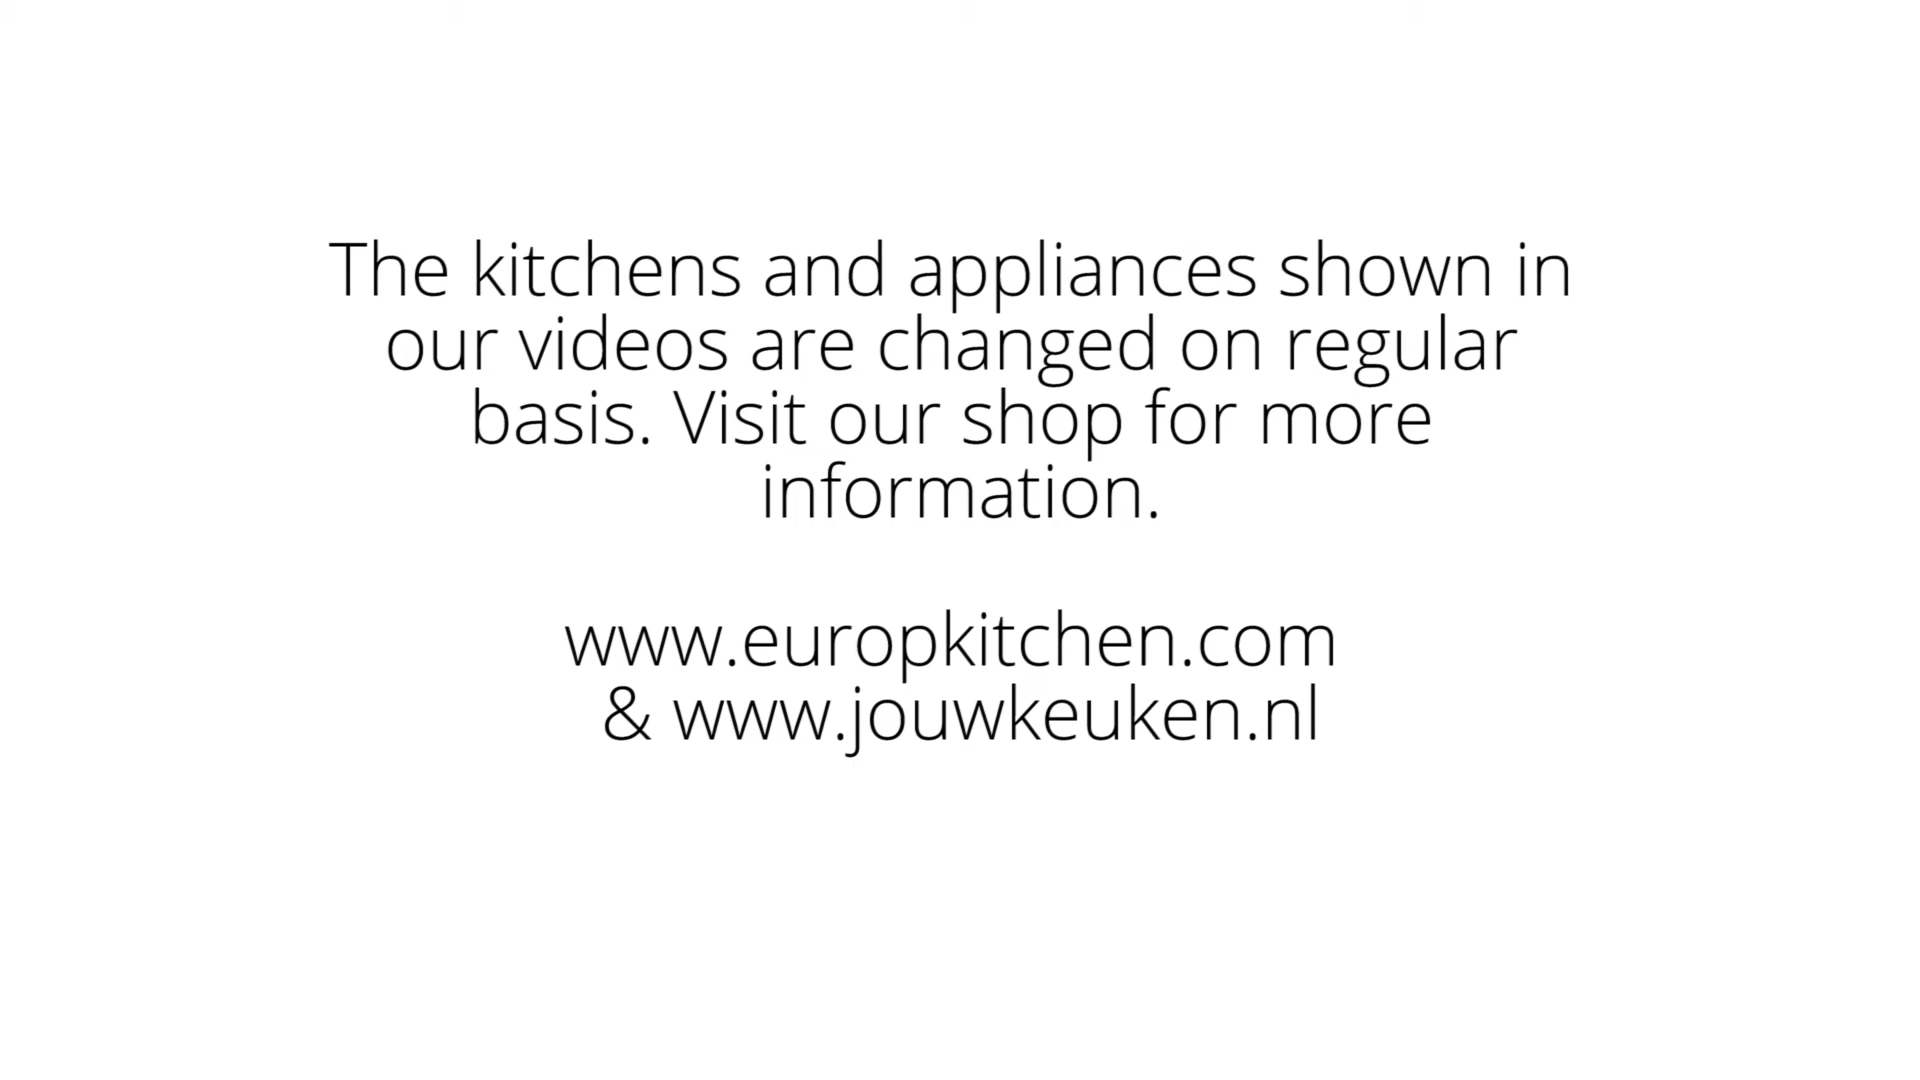 The kitchens and appliances shown in
our videos are changed on regular
basis. Visit our shop for more
information.
www.europkitchen.com
& www.jouwkeuken.nl